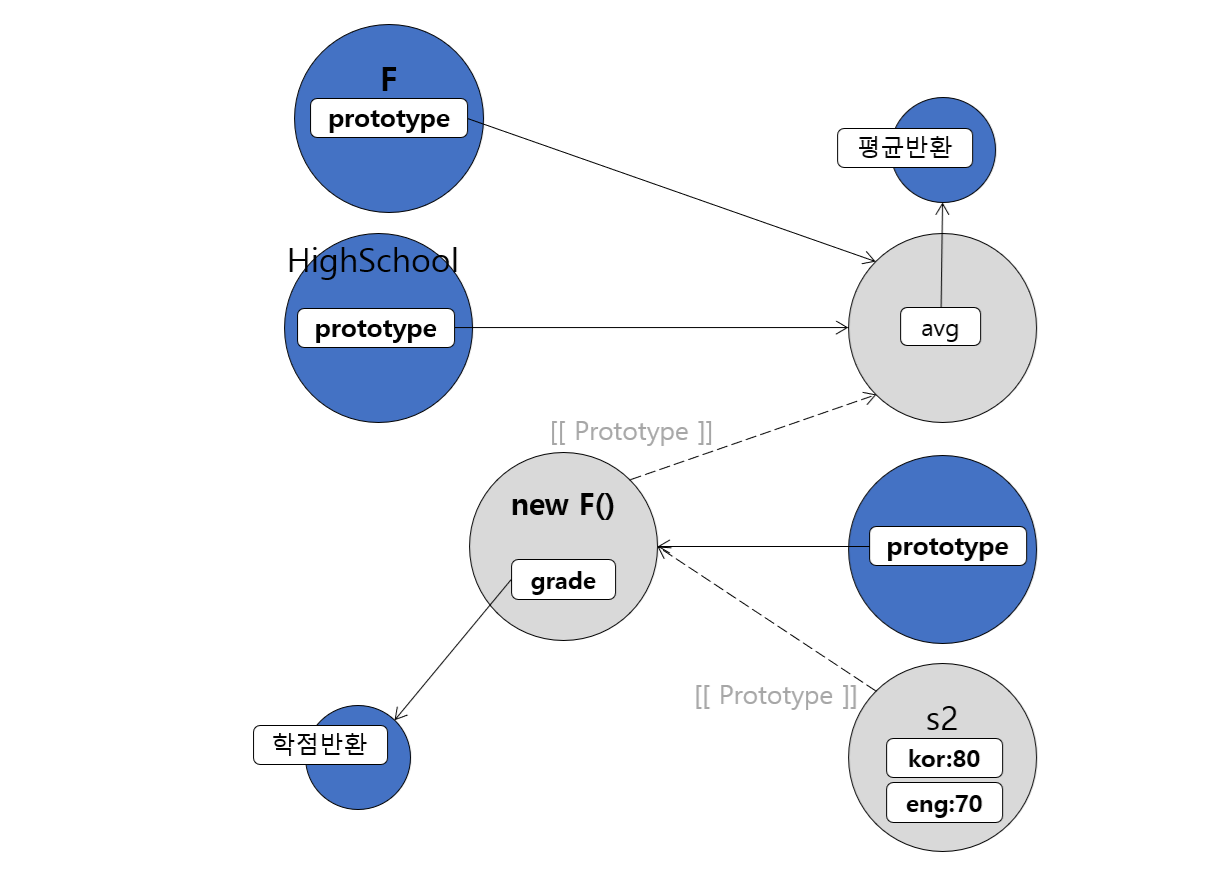 F
prototype
평균반환
HighSchool
prototype
avg
[[ Prototype ]]
new F()
prototype
grade
[[ Prototype ]]
s2
학점반환
kor:80
eng:70